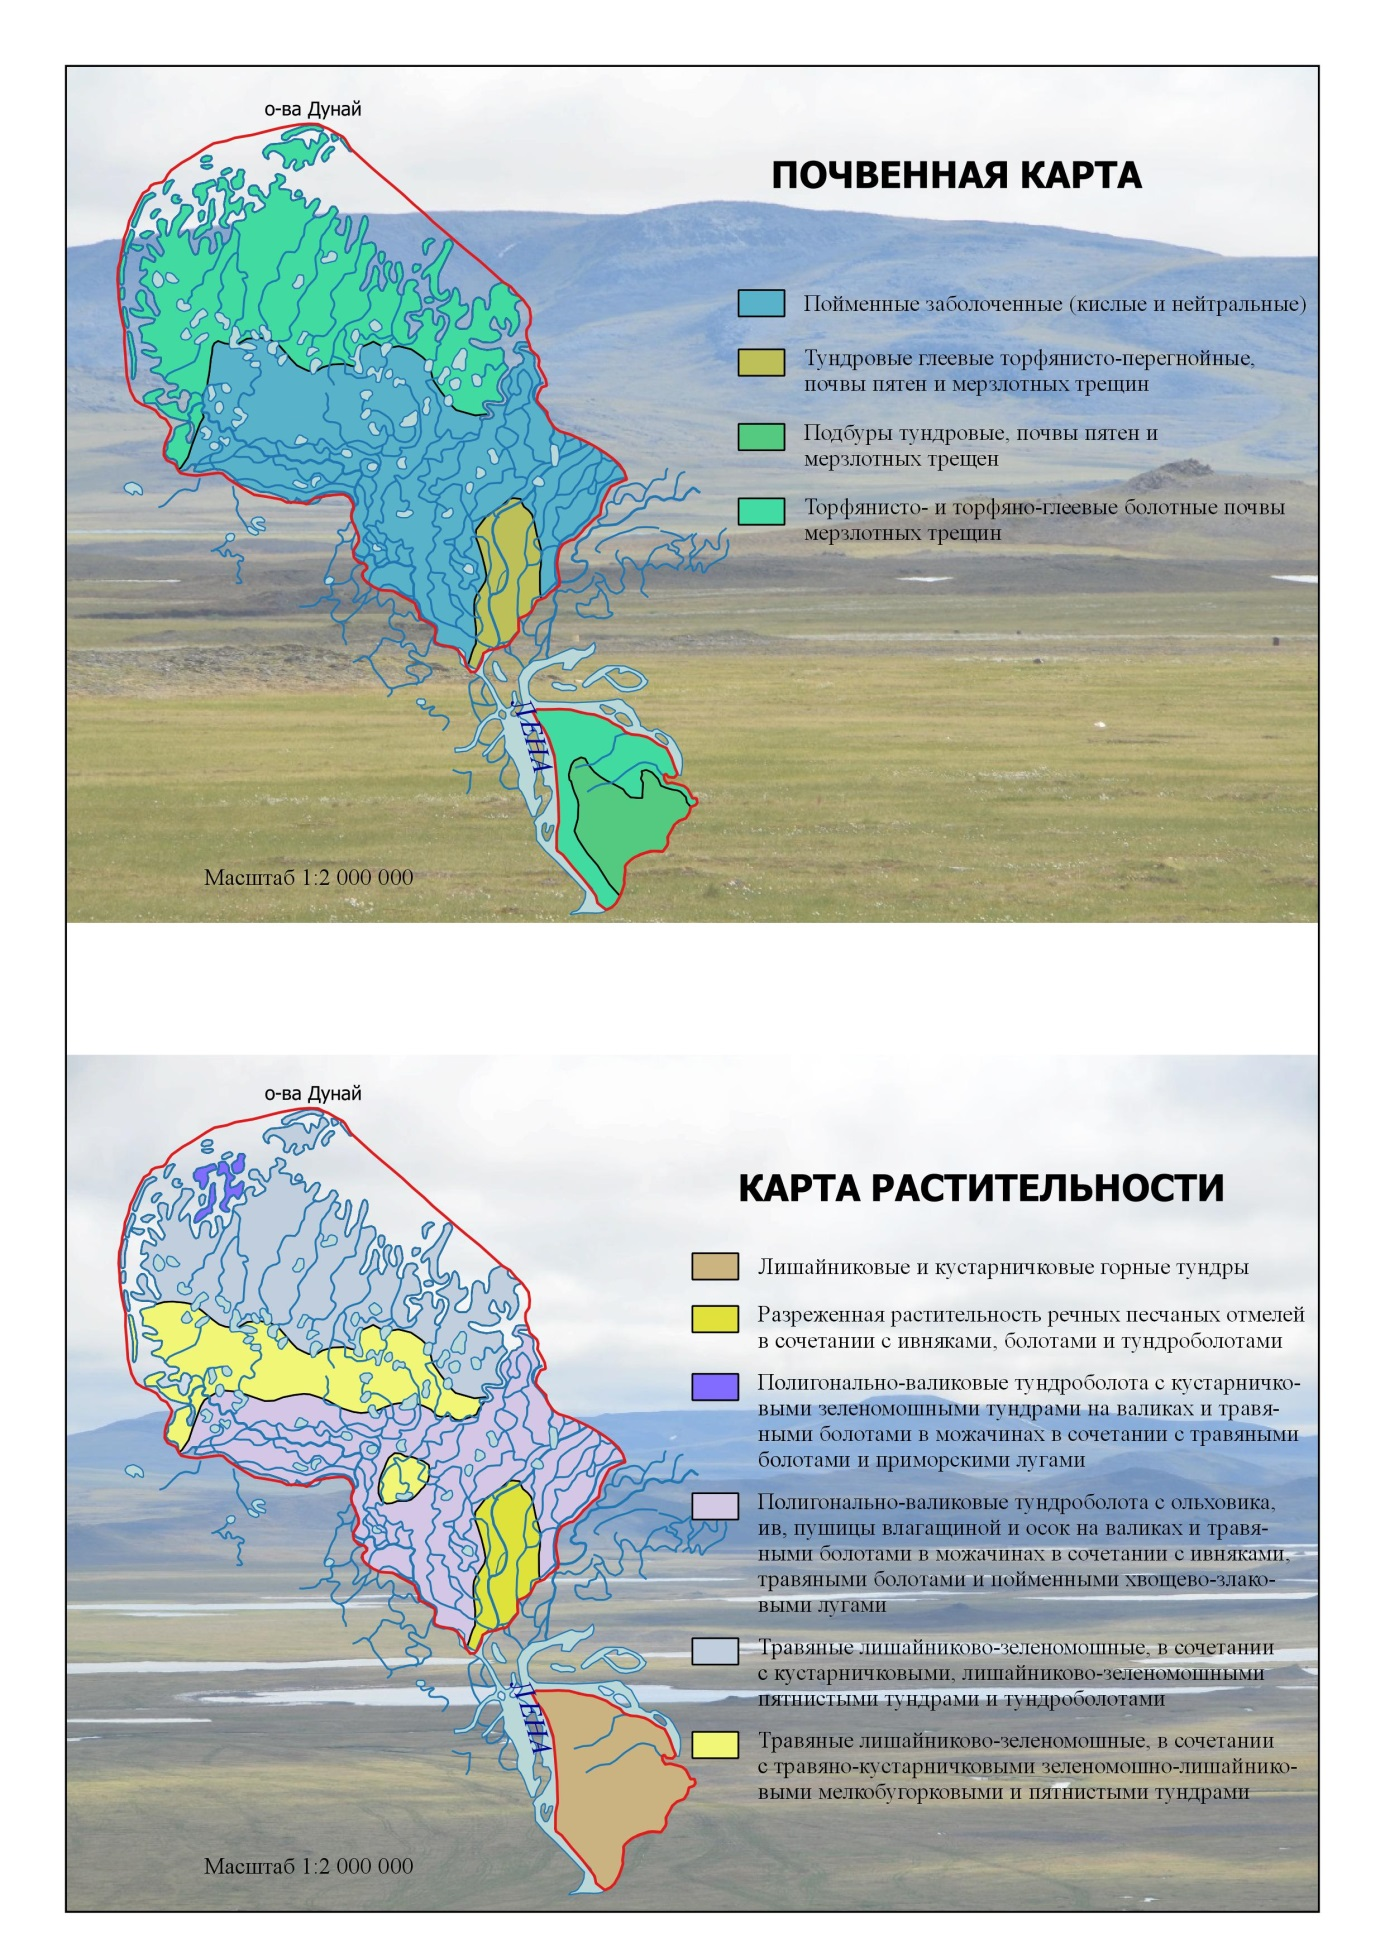 о-ва Дунай
ПОЧВЕННАЯ КАРТА
Пойменные заболоченные (кислые и нейтральные)
Тундровые глеевые торфянисто-перегнойные,
почвы пятен и мерзлотных трещин
Подбуры тундровые, почвы пятен и
мерзлотных трещен
Торфянисто- и торфяно-глеевые болотные почвы
мерзлотных трещин
ЛЕНА
Масштаб 1:2 000 000
о-ва Дунай
КАРТА РАСТИТЕЛЬНОСТИ
Лишайниковые и кустарничковые горные тундры
Разреженная растительность речных песчаных отмелей
в сочетании с ивняками, болотами и тундроболотами
Полигонально-валиковые тундроболота с кустарничко-
выми зеленомошными тундрами на валиках и травя-
ными болотами в можачинах в сочетании с травяными
болотами и приморскими лугами
Полигонально-валиковые тундроболота с ольховика,
ив, пушицы влагащиной и осок на валиках и травя-
ными болотами в можачинах в сочетании с ивняками,
травяными болотами и пойменными хвощево-злако-
выми лугами
Травяные лишайниково-зеленомошные, в сочетании
с кустарничковыми, лишайниково-зеленомошными
пятнистыми тундрами и тундроболотами
Травяные лишайниково-зеленомошные, в сочетании
с травяно-кустарничковыми зеленомошно-лишайнико-
выми мелкобугорковыми и пятнистыми тундрами
ЛЕНА
Масштаб 1:2 000 000